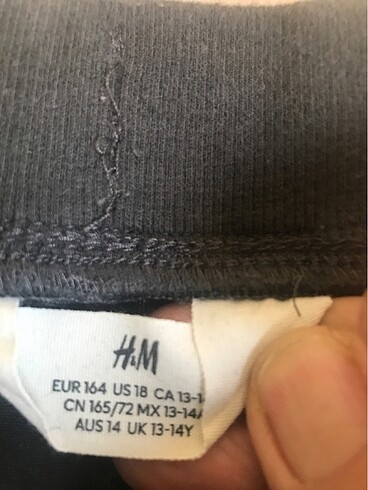 H&M
EUR 164 US 18 CA 13-1
CN 165/72 MX 13-14
AUS 14 UK 13-14Y